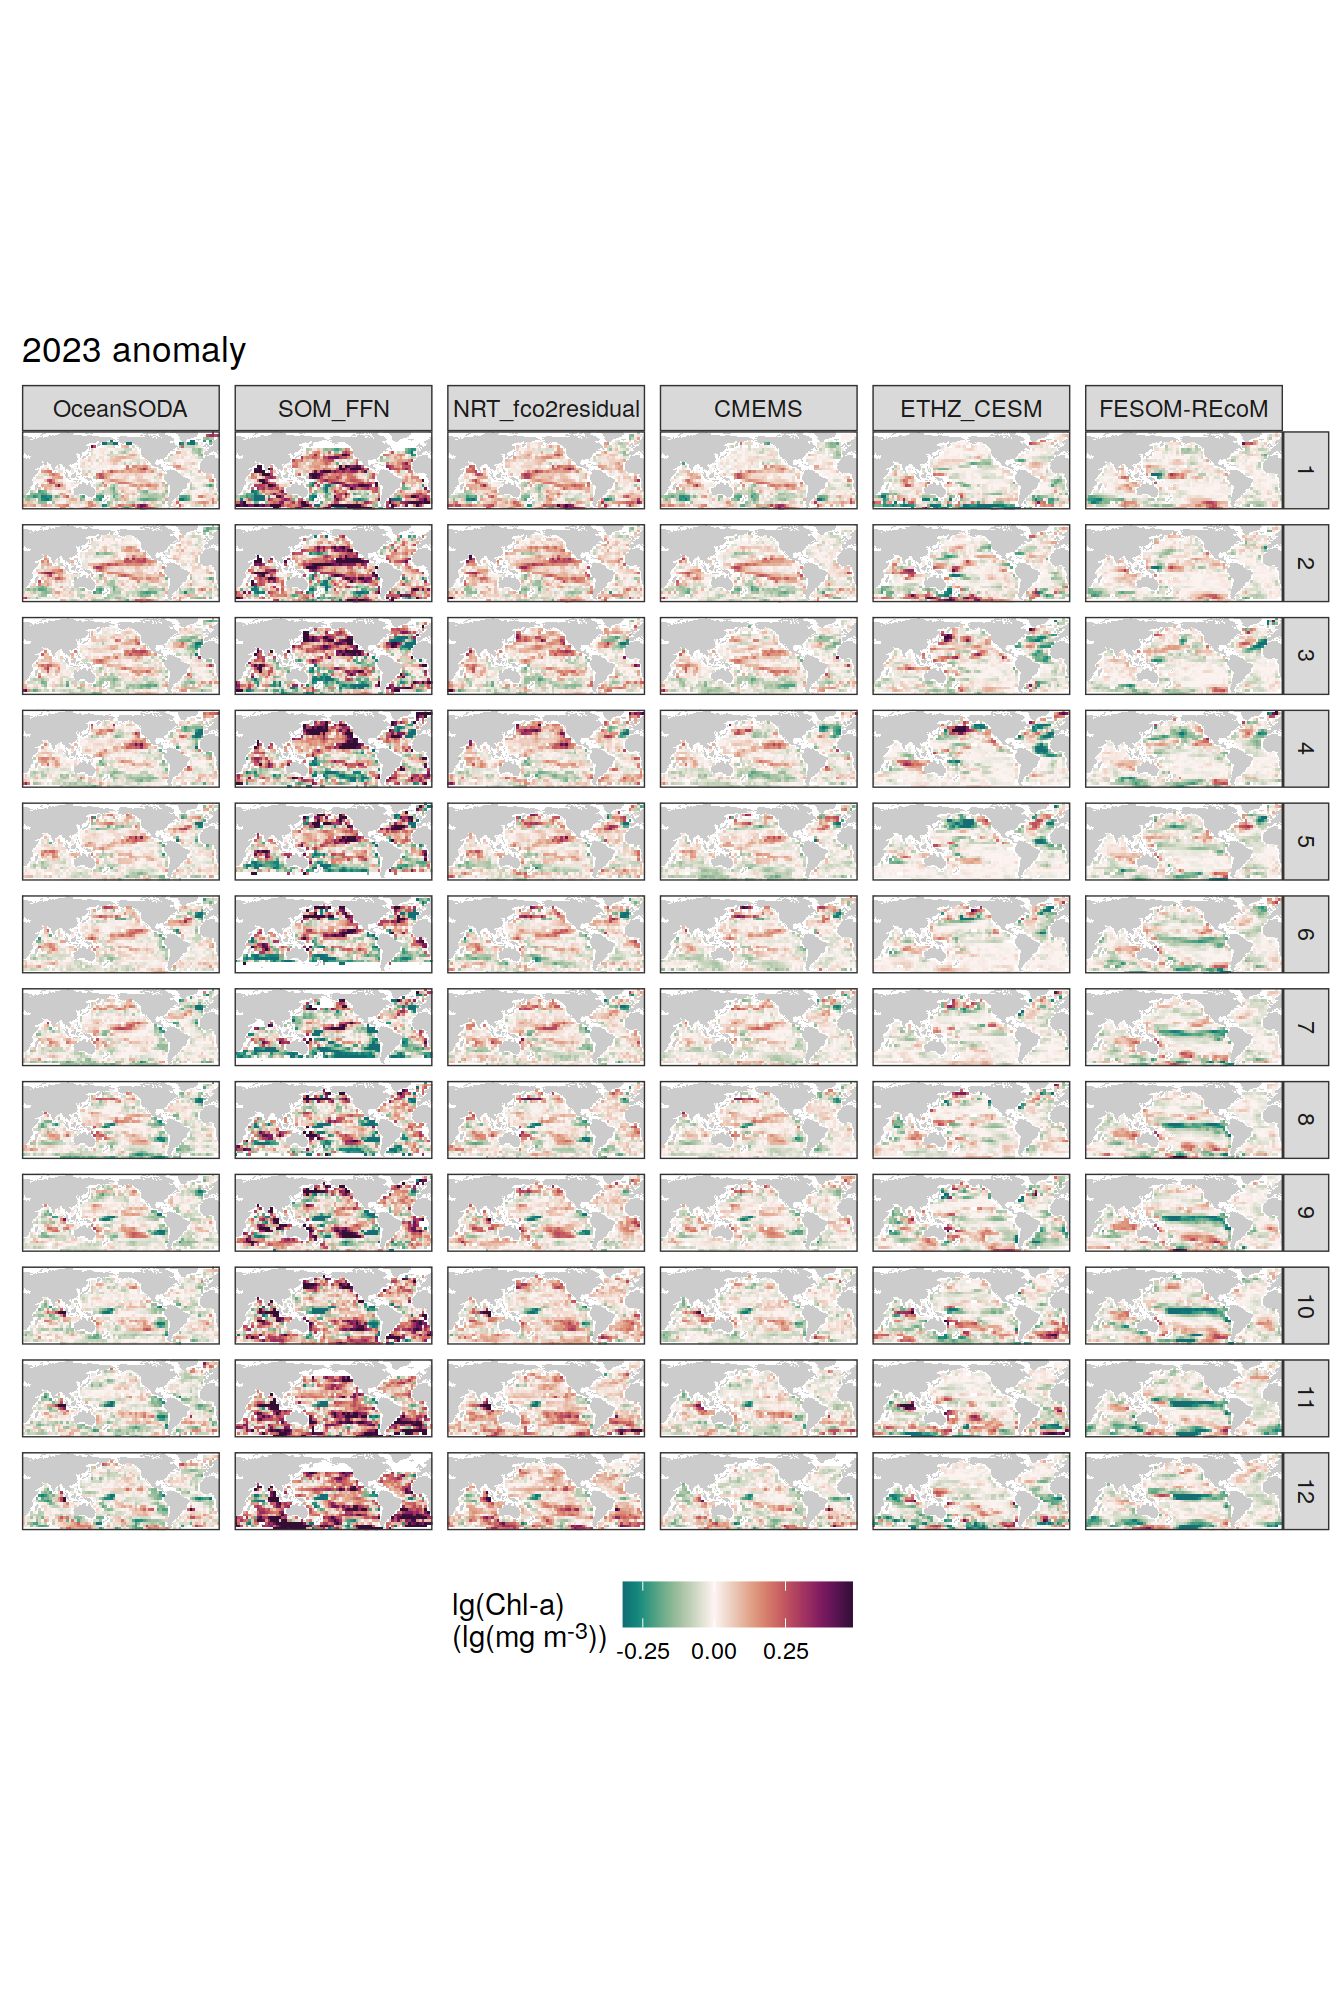 2023 anomaly
OceanSODA SOM_FFN NRT_fco2residual CMEMS ETHZ_CESM FESOM-REcoM
1
2
3
4
5
6
7
8
9
10
11
12
lg(Chl-a)
(lg(mg m-3))
-0.25 0.00 0.25